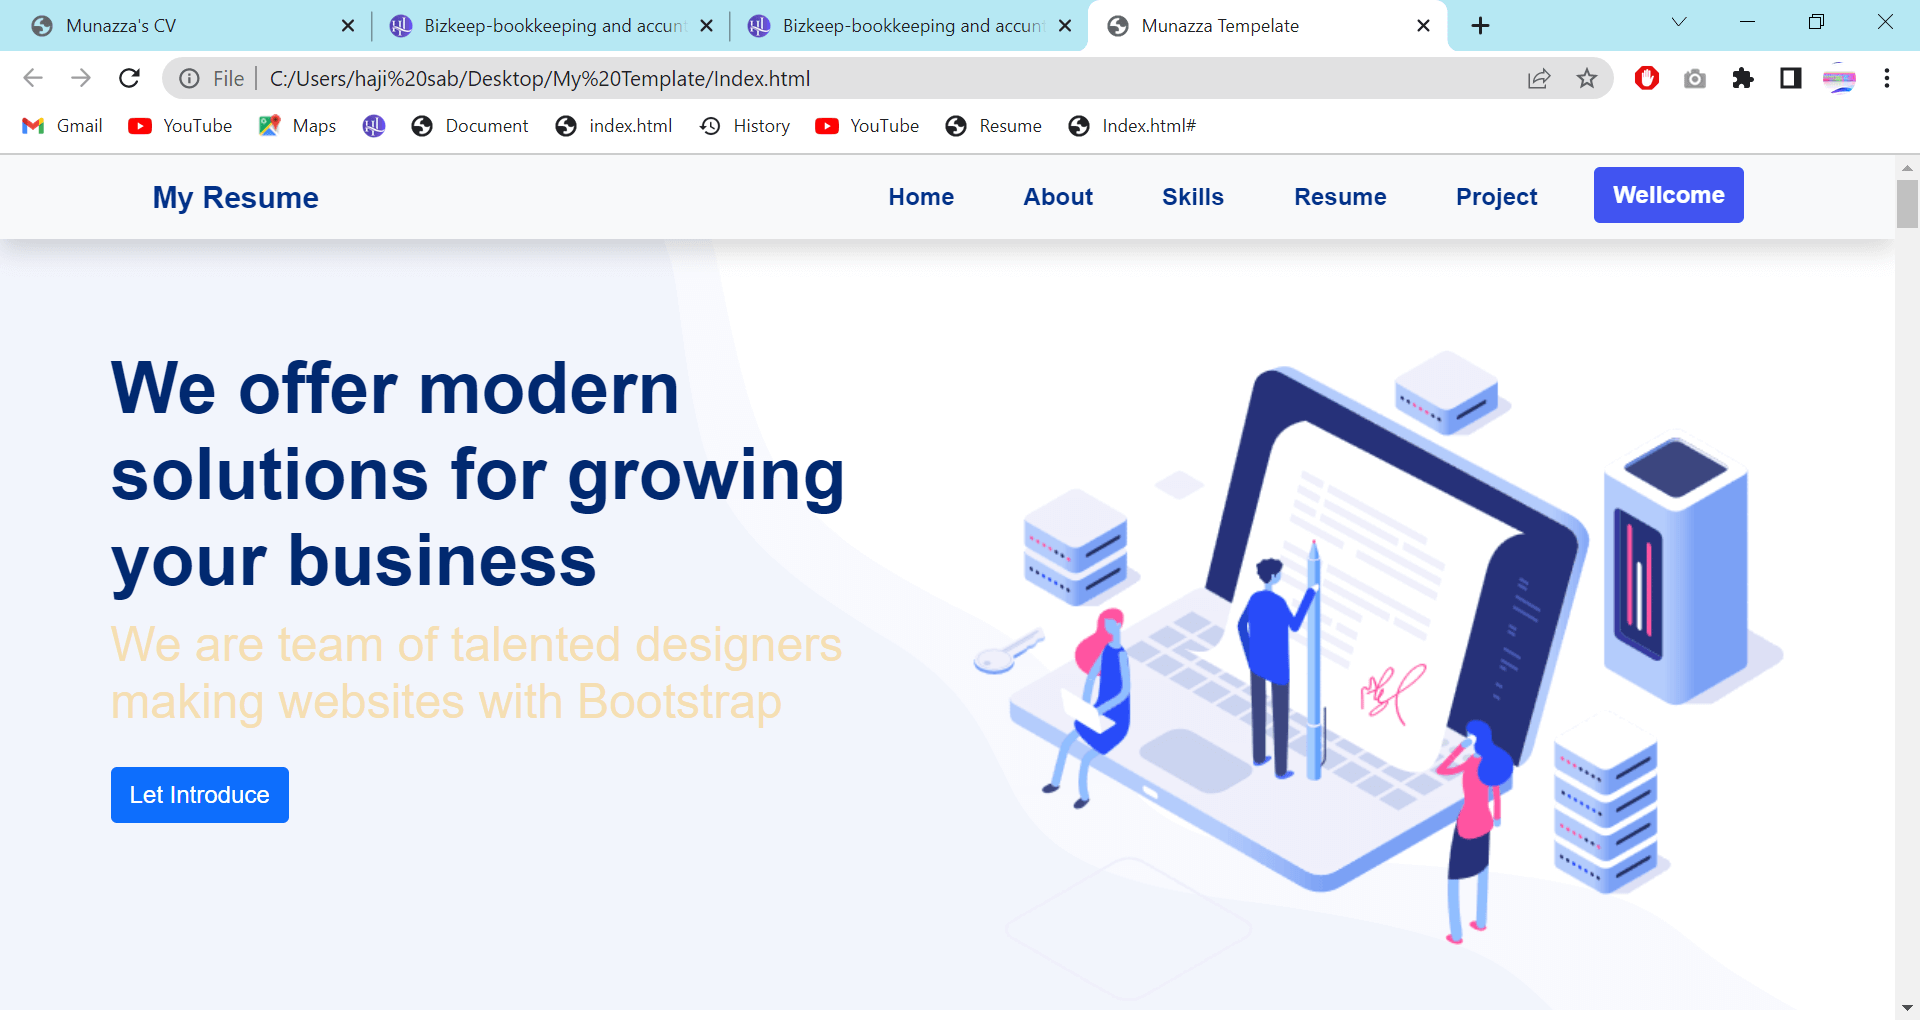 Munazza's CV
Bizkeep-bookkeeping and accunt
Bizkeep-bookkeeping and accunt
Munazza Tempelate
File
C:/Users/haji%20sab/Desktop/My%20Template/Index.html
Gmail
YouTube
Maps
Document
index.html
History
YouTube
Resume
Index.html#
My Resume
Home
About
Skills
Resume
Project
Wellcome
We offer modern
solutions for growing
your business
We are team of talented designers
making websites with Bootstrap
Let Introduce